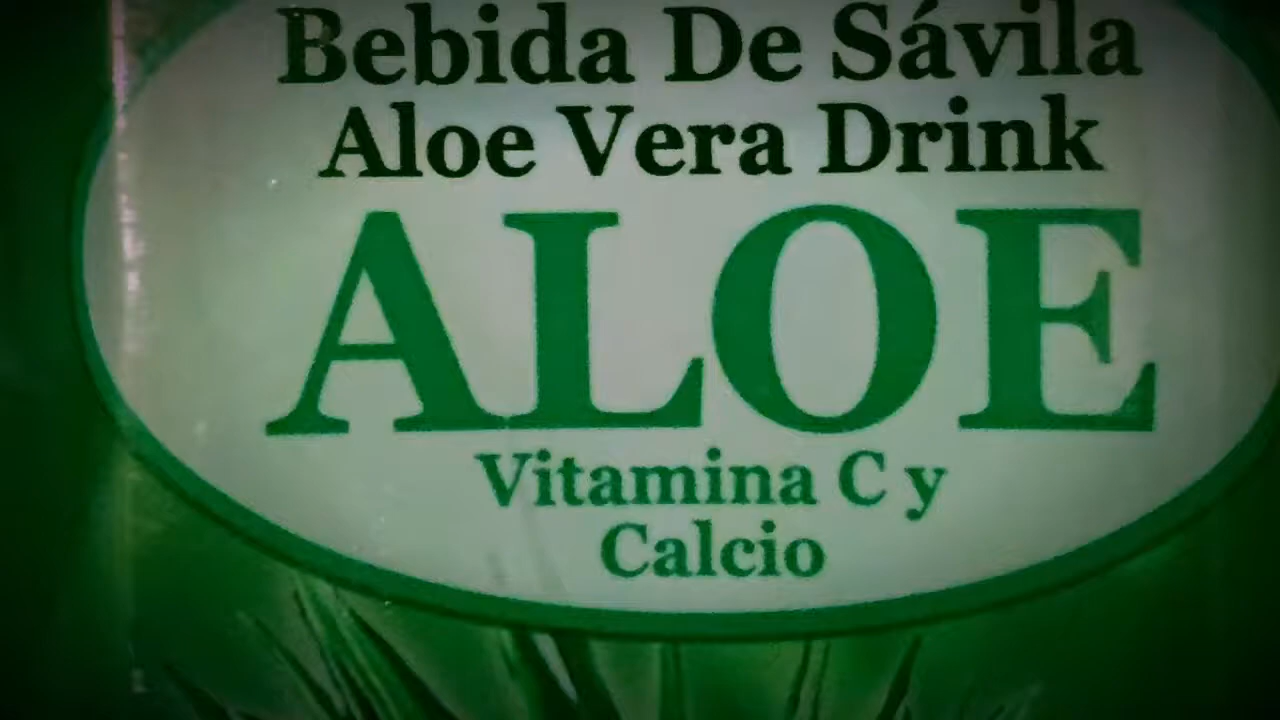 Bebida De Sávila
Aloe Vera Drink
ALOE
Vitamina C y
Calcio